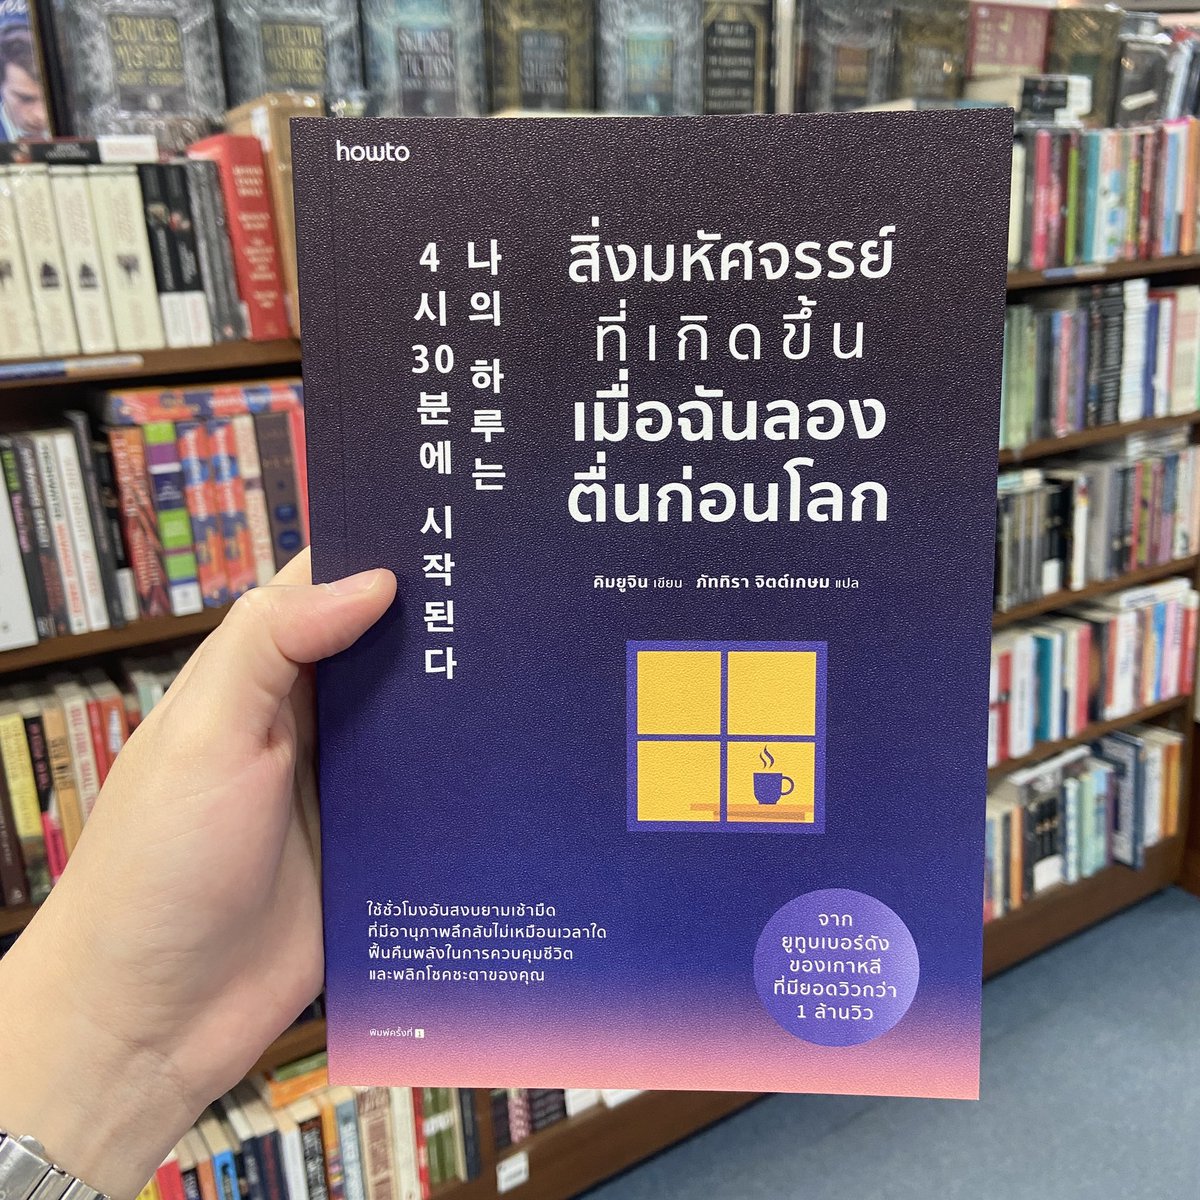 howto
나의 하루는
4시 30분에 시작된다
สิ่งมหัศจรรย์
ที่เกิดขึ้น
เมื่อฉันลอง
ตื่นก่อนโลก
คิมยูจิน เขียน ภัททิรา จิตต์เกษม แปล
ใช้ชั่วโมงอันสงบยามเช้ามืด
ที่มีอานุภาพลึกลับไม่เหมือนเวลาใด
ฟื้นคืนพลังในการควบคุมชีวิต
และพลิกโชคชะตาของคุณ
พิมพ์ครั้งที่ 1
จาก
ยูทูบเบอร์ดัง
ของเกาหลี
ที่มียอดวิวกว่า
1 ล้านวิว
CRIME &
MYSTERY
SHORT STORIES
DETECTIVE
MYSTERIES
SCIENCE
FICTION